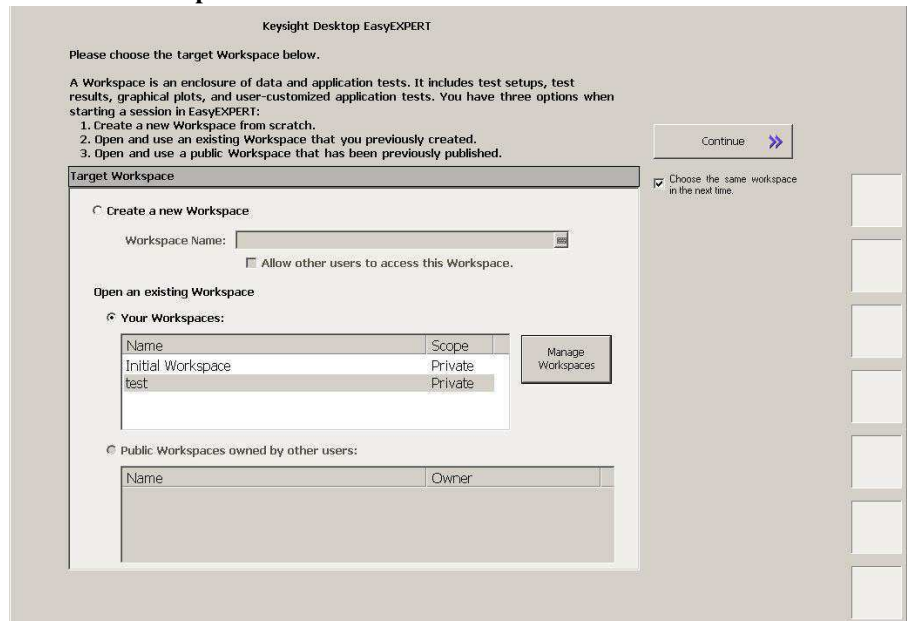 Keysight Desktop EasyEXPERT
Please choose the target Workspace below.
A Workspace is an enclosure of data and application tests. It includes test setups, test
results, graphical plots, and user-customized application tests. You have three options when
starting a session in EasyEXPERT:
1. Create a new Workspace from scratch.
2. Open and use an existing Workspace that you previously created.
3. Open and use a public Workspace that has been previously published.
Continue
Choose the same workspace
in the next time.
Target Workspace
Create a new Workspace
Workspace Name:
Allow other users to access this Workspace.
Open an existing Workspace
Your Workspaces:
Name Scope
Initial Workspace Private
test Private
Manage
Workspaces
Public Workspaces owned by other users:
Name Owner